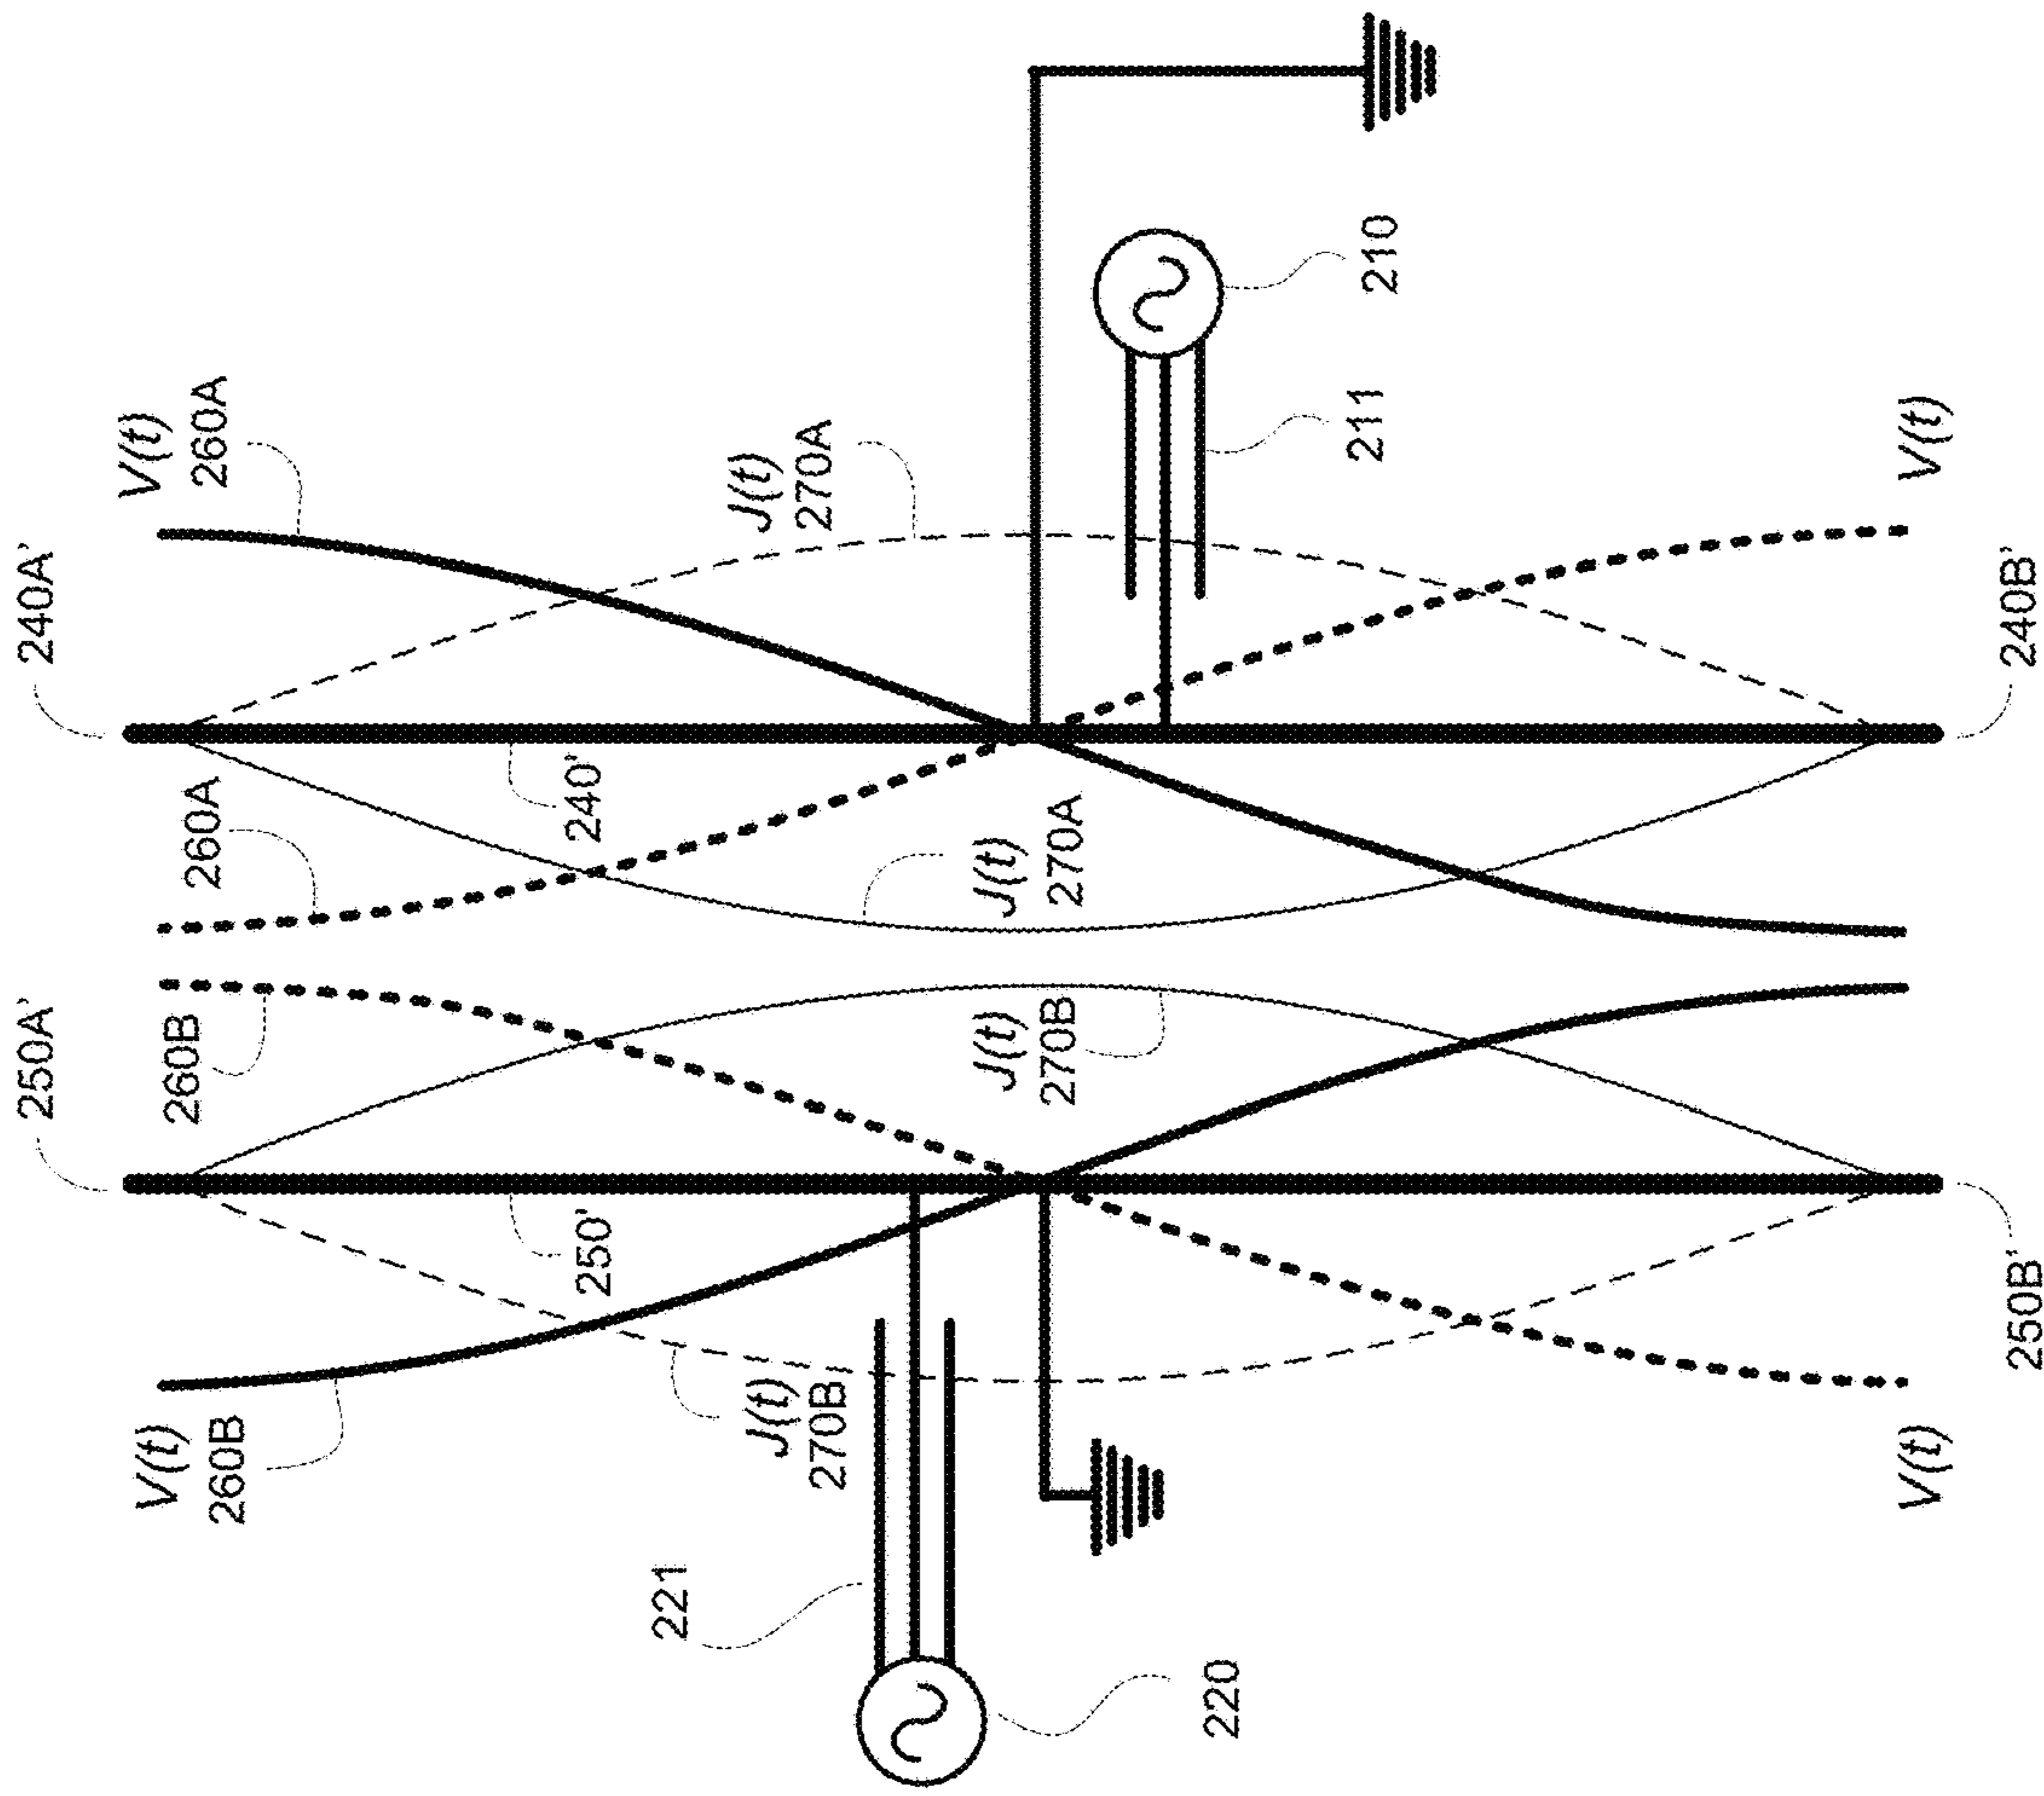 240A'
V(t)
260A
J(t)
270A
210
211
V(t)
240B'
260A
240'
J(t)
270A
250A'
260B
J(t)
270B
250'
V(t)
260B
J(t)
270B
221
220
V(t)
250B'